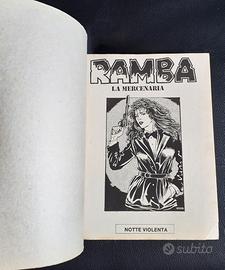 RAMBA
LA MERCENARIA
NOTTE VIOLENTA
subito